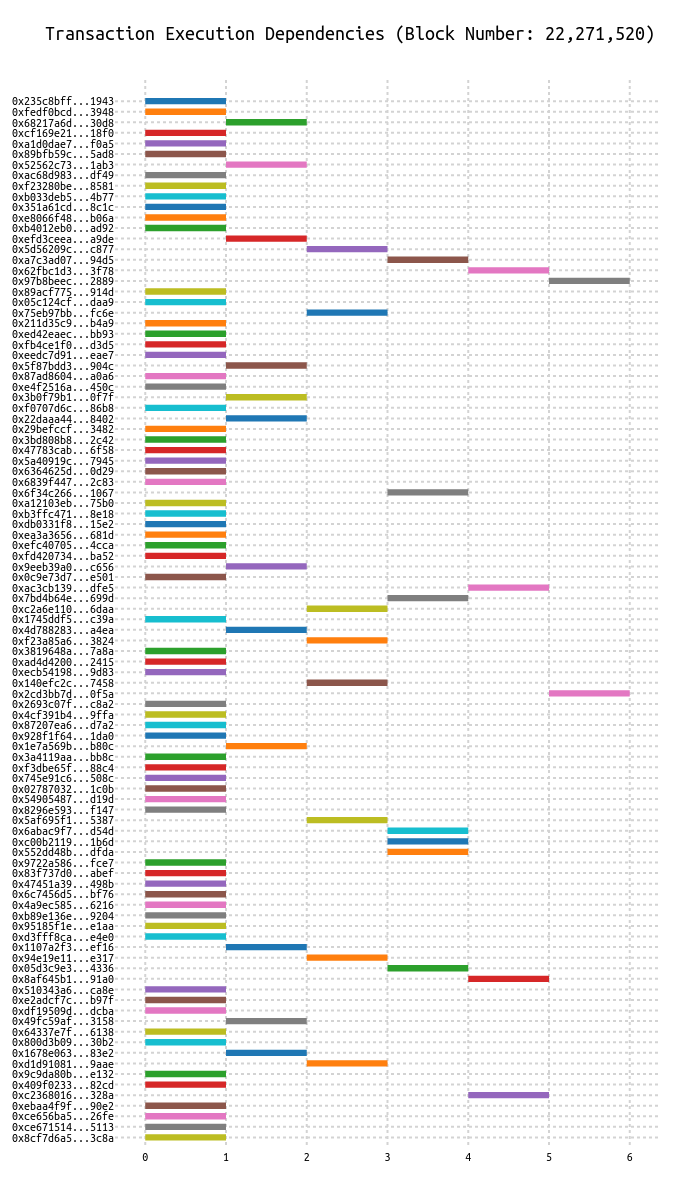 Transaction Execution Dependencies (Block Number: 22,271,520)
0x235c8bff...1943
0xfedf0bcd...3948
0x68217a6d...30d8
0xcf169e21...18f0
0xa1d0dae7...f0a5
0x89bfb59c...5ad8
0x52562c73...1ab3
0xac68d983...df49
0xf23280be...8581
0xb033deb5...4b77
0x351a61cd...8c1c
0xe8066f48...b06a
0xb4012eb0...ad92
0xefd3ceea...a9de
0x5d56209c...c877
0xa7c3ad07...94d5
0x62fbc1d3...3f78
0x97b8beec...2889
0x89acf775...914d
0x05c124cf...daa9
0x75eb97bb...fc6e
0x211d35c9...b4a9
0xed42eaec...bb93
0xfb4ce1f0...d3d5
0xeedc7d91...eae7
0x5f87bdd3...904c
0x87ad8604...a0a6
0xe4f2516a...450c
0x3b0f79b1...0f7f
0xf0707d6c...86b8
0x22daaa44...8402
0x29befccf...3482
0x3bd808b8...2c42
0x47783cab...6f58
0x5a40919c...7945
0x6364625d...0d29
0x6839f447...2c83
0x6f34c266...1067
0xa12103eb...75b0
0xb3ffc471...8e18
0xdb0331f8...15e2
0xea3a3656...681d
0xefc40705...4cca
0xfd420734...ba52
0x9eeb39a0...c656
0x0c9e73d7...e501
0xac3cb139...dfe5
0x7bd4b64e...699d
0xc2a6e110...6daa
0x1745ddf5...c39a
0x4d788283...a4ea
0xf23a85a6...3824
0x3819648a...7a8a
0xad4d4200...2415
0xecb54198...9d83
0x140efc2c...7458
0x2cd3bb7d...0f5a
0x2693c07f...c8a2
0x4cf391b4...9ffa
0x87207ea6...d7a2
0x928f1f64...1da0
0x1e7a569b...b80c
0x3a4119aa...bb8c
0xf3dbe65f...88c4
0x745e91c6...508c
0x02787032...1c0b
0x54905487...d19d
0x8296e593...f147
0x5af695f1...5387
0x6abac9f7...d54d
0xc00b2119...1b6d
0x552dd48b...dfda
0x9722a586...fce7
0x83f737d0...abef
0x47451a39...498b
0x6c7456d5...bf76
0x4a9ec585...6216
0xb89e136e...9204
0x95185f1e...e1aa
0xd3fff8ca...e4e0
0x1107a2f3...ef16
0x94e19e11...e317
0x05d3c9e3...4336
0x8af645b1...91a0
0x510343a6...ca8e
0xe2adcf7c...b97f
0xdf19509d...dcba
0x49fc59af...3158
0x64337e7f...6138
0x800d3b09...30b2
0x1678e063...83e2
0xd1d91081...9aae
0x9c9da80b...e132
0x409f0233...82cd
0xc2368016...328a
0xebaa4f9f...90e2
0xce656ba5...26fe
0xce671514...5113
0x8cf7d6a5...3c8a
0 1 2 3 4 5 6